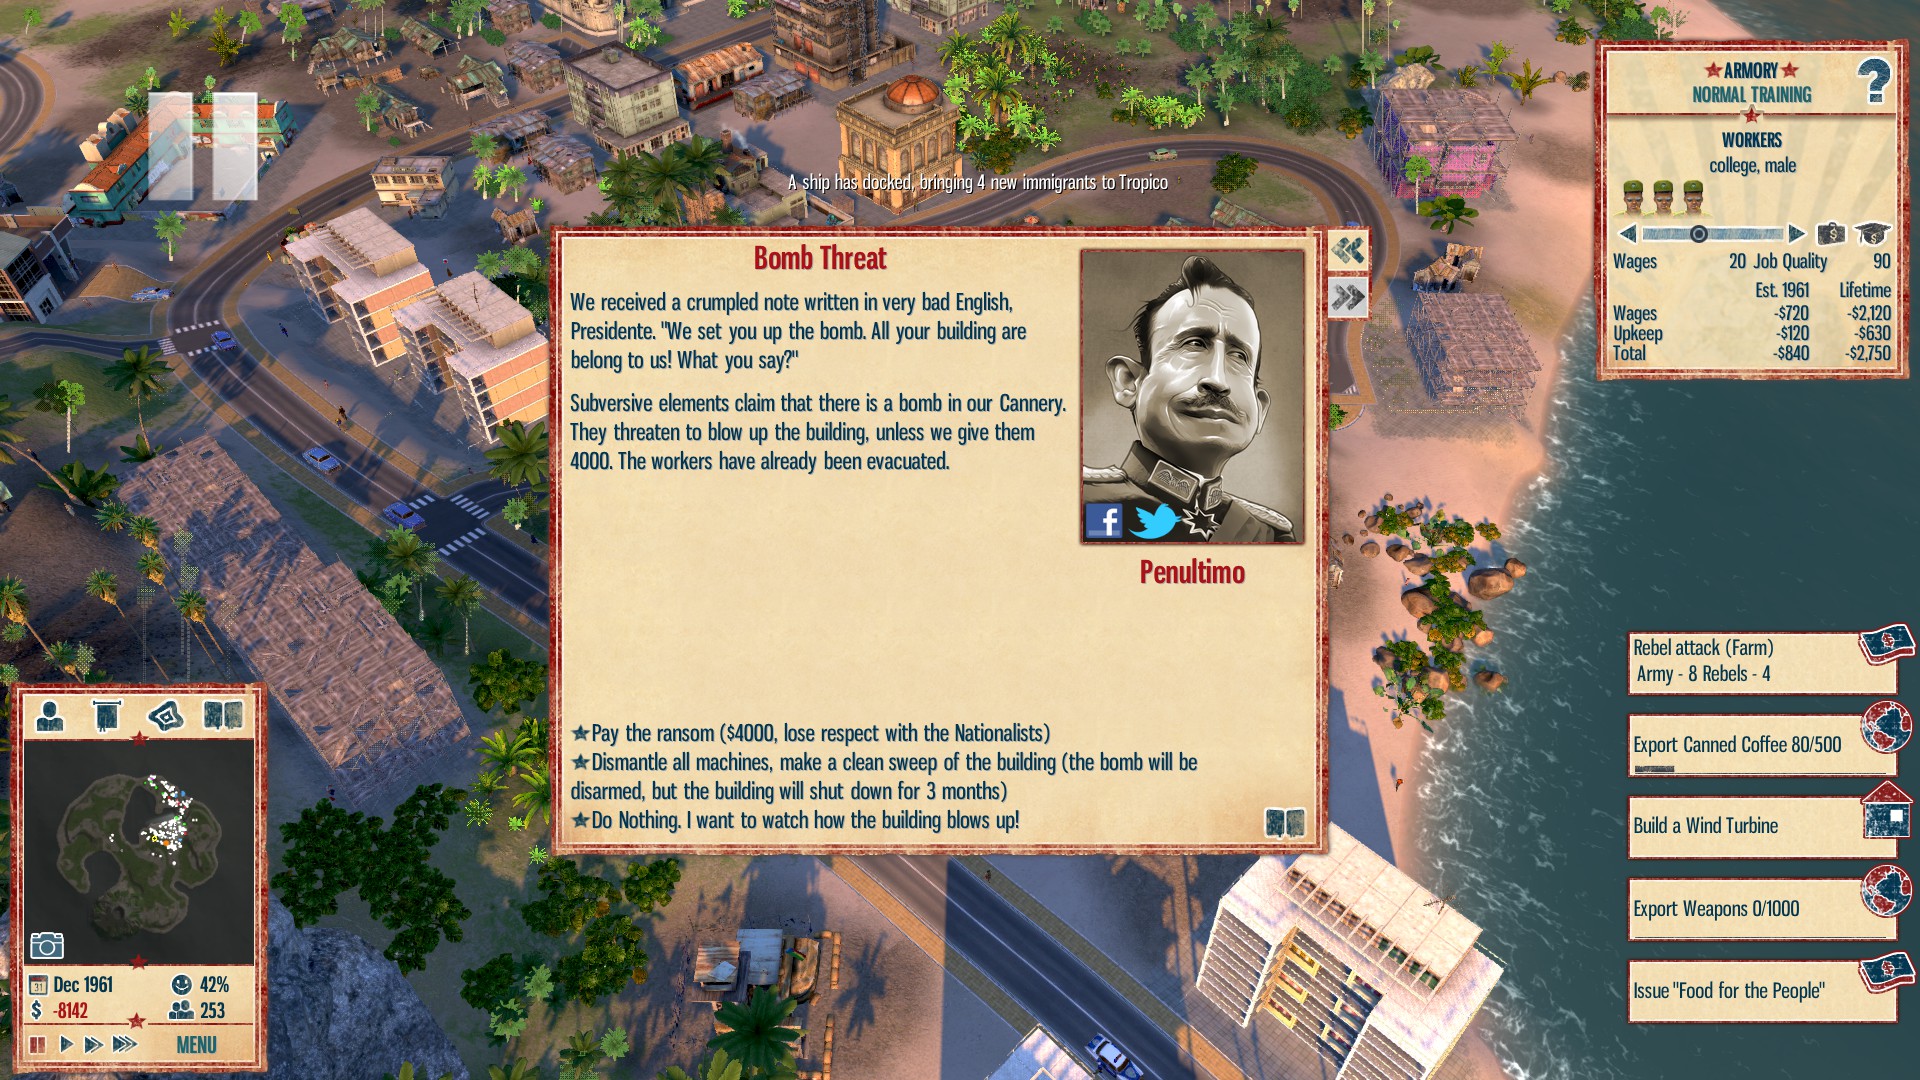 A ship has docked, bringing 4 new immigrants to Tropico
ARMORY
NORMAL TRAINING
?
WORKERS
college, male
Wages 20 Job Quality 90
Est. 1961 Lifetime
Wages -$720 -$2,120
Upkeep -$120 -$630
Total -$840 -$2,750
Bomb Threat
We received a crumpled note written in very bad English,
Presidente. "We set you up the bomb. All your building are
belong to us! What you say?"
Subversive elements claim that there is a bomb in our Cannery.
They threaten to blow up the building, unless we give them
4000. The workers have already been evacuated.
f
Penultimo
Pay the ransom ($4000, lose respect with the Nationalists)
Dismantle all machines, make a clean sweep of the building (the bomb will be
disarmed, but the building will shut down for 3 months)
Do Nothing. I want to watch how the building blows up!
Rebel attack (Farm)
Army - 8 Rebels - 4
Export Canned Coffee 80/500
Build a Wind Turbine
Export Weapons 0/1000
Issue "Food for the People"
31 Dec 1961 42%
$ -8142 253
MENU